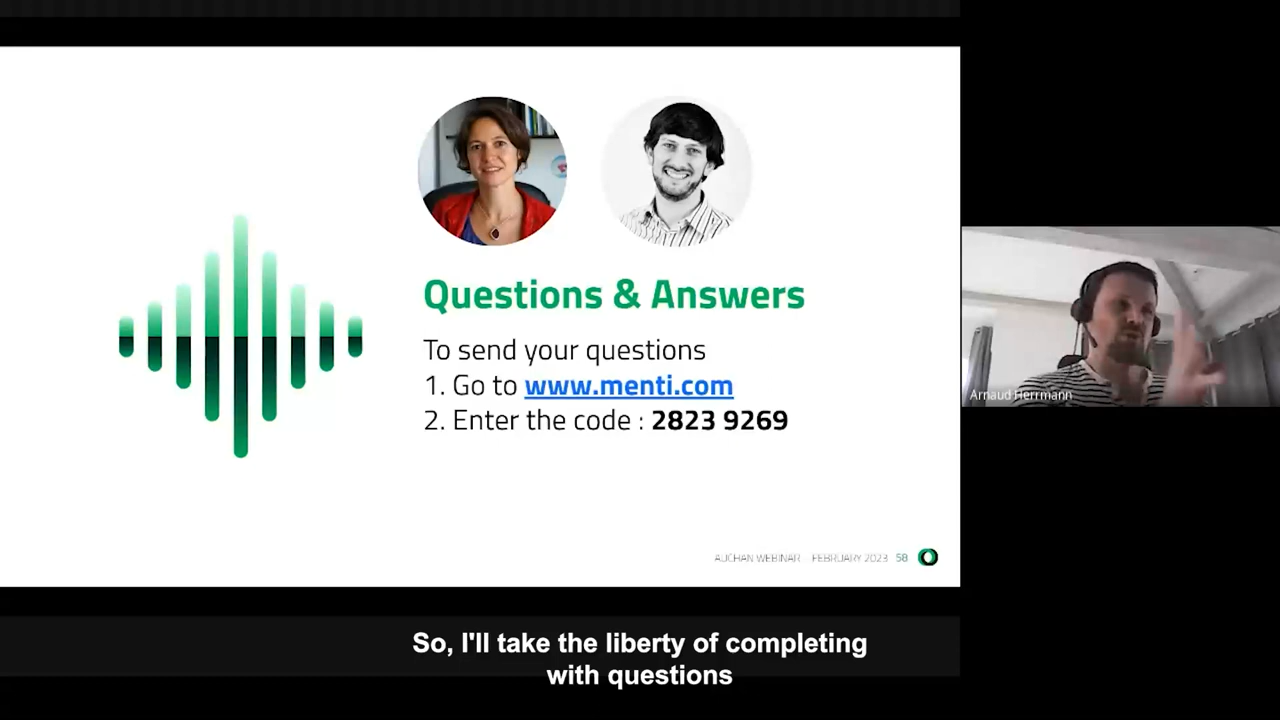 Questions & Answers
To send your questions
1. Go to www.menti.com
2. Enter the code : 2823 9269
Arnaud Herrmann
AUCHAN WEBINAR - FEBRUARY 2023 58
So, I'll take the liberty of completing
with questions